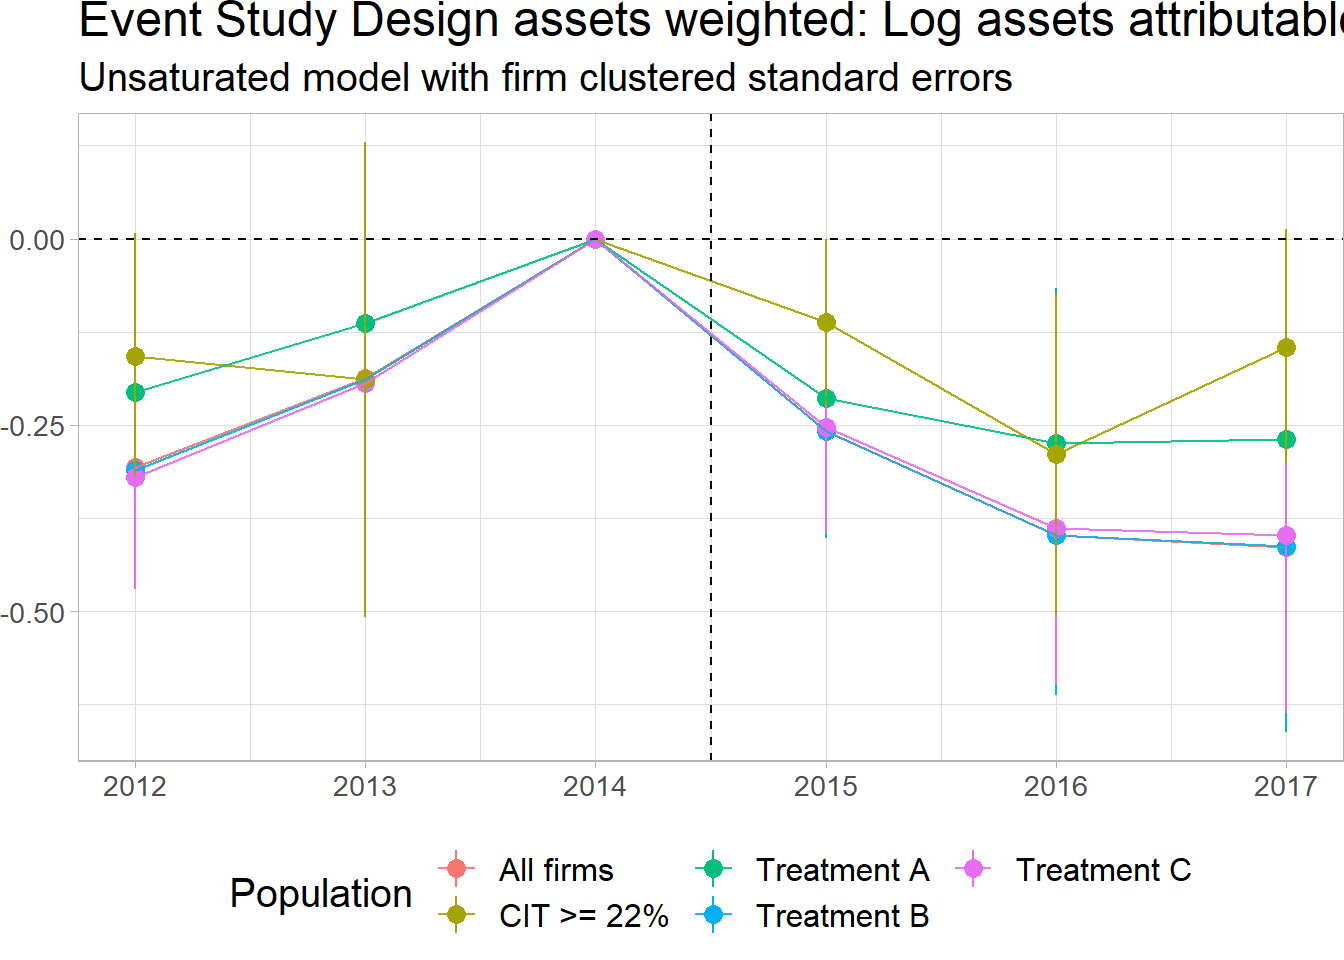 Event Study Design assets weighted: Log assets attributable
Unsaturated model with firm clustered standard errors
0.00
-0.25
-0.50
2012 2013 2014 2015 2016 2017
Population
All firms
Treatment A
Treatment C
CIT >= 22%
Treatment B